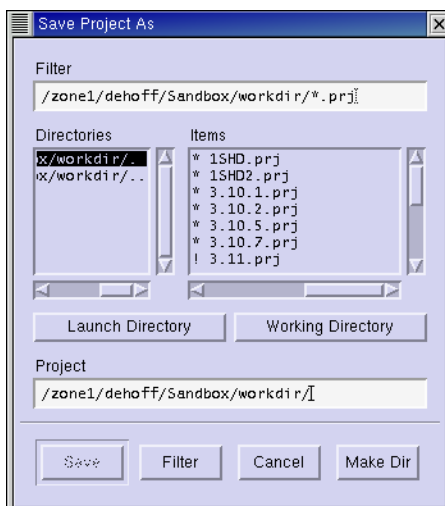 Save Project As
Filter
/zone1/dehoff/Sandbox/workdir/*.prj
Directories Items
x/workdir/. * 1SHD.prj
x/workdir/.. * 1SHD2.prj
* 3.10.1.prj
* 3.10.2.prj
* 3.10.5.prj
* 3.10.7.prj
! 3.11.prj
Launch Directory Working Directory
Project
/zone1/dehoff/Sandbox/workdir/
Save Filter Cancel Make Dir